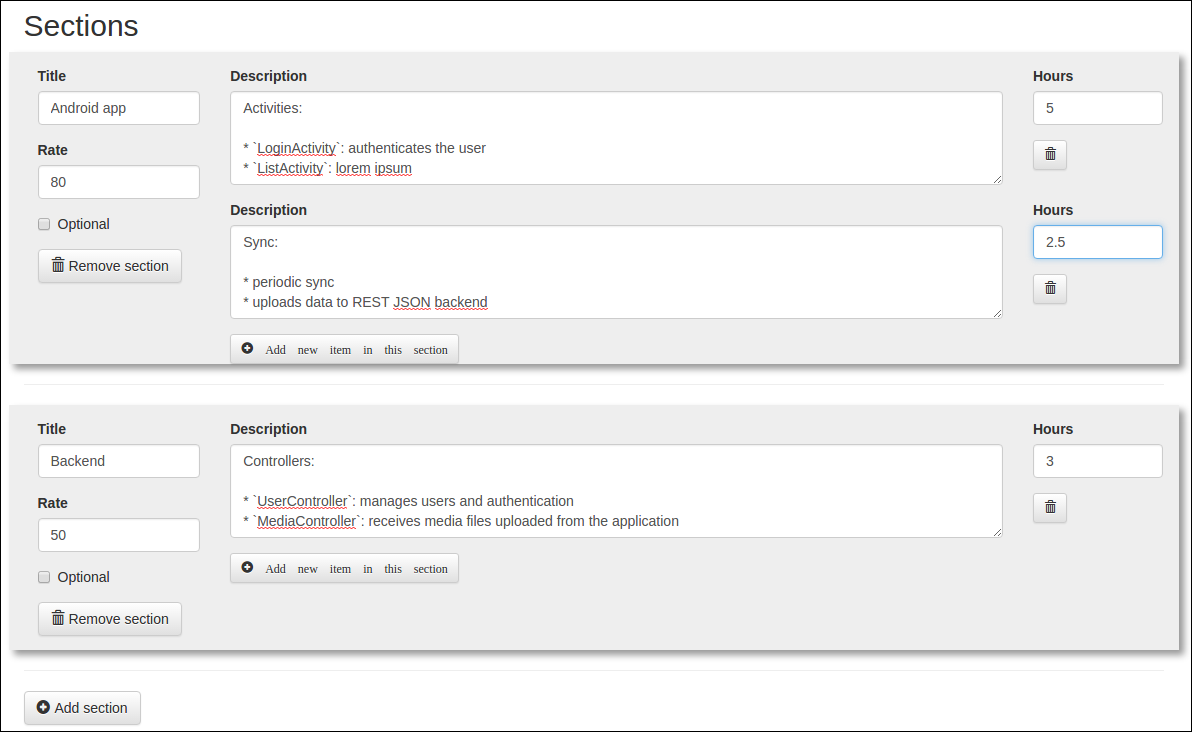 Sections
Title
Description
Hours
Android app
Activities:
* `LoginActivity`: authenticates the user
* `ListActivity`: lorem ipsum
5
Rate
80
Optional
Remove section
Description
Hours
Sync:
* periodic sync
* uploads data to REST JSON backend
2.5
Add new item in this section
Title
Description
Hours
Backend
Controllers:
* `UserController`: manages users and authentication
* `MediaController`: receives media files uploaded from the application
3
Rate
50
Optional
Remove section
Add new item in this section
Add section